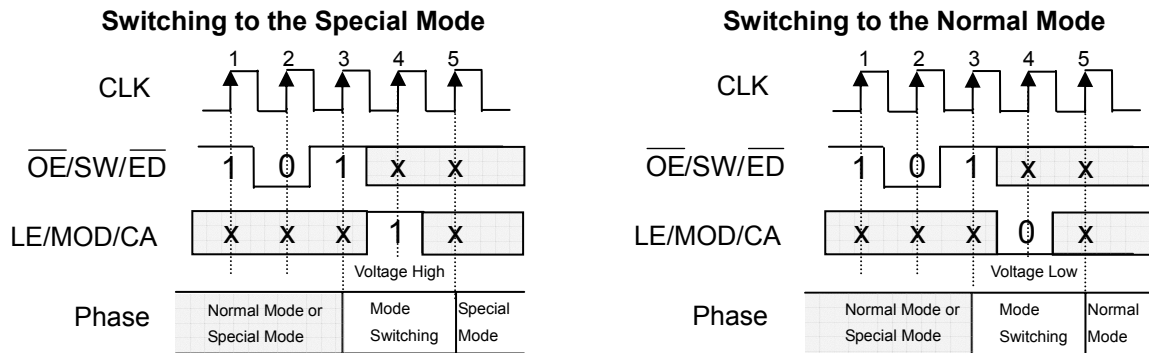 Switching to the Special Mode
1 2 3 4 5
CLK
OE/SW/ED 1 0 1 x x
LE/MOD/CA x x x 1 x
Voltage High
Phase
Normal Mode or
Special Mode
Mode
Switching
Special
Mode
Switching to the Normal Mode
1 2 3 4 5
CLK
OE/SW/ED 1 0 1 x x
LE/MOD/CA x x x 0 x
Voltage Low
Phase
Normal Mode or
Special Mode
Mode
Switching
Normal
Mode